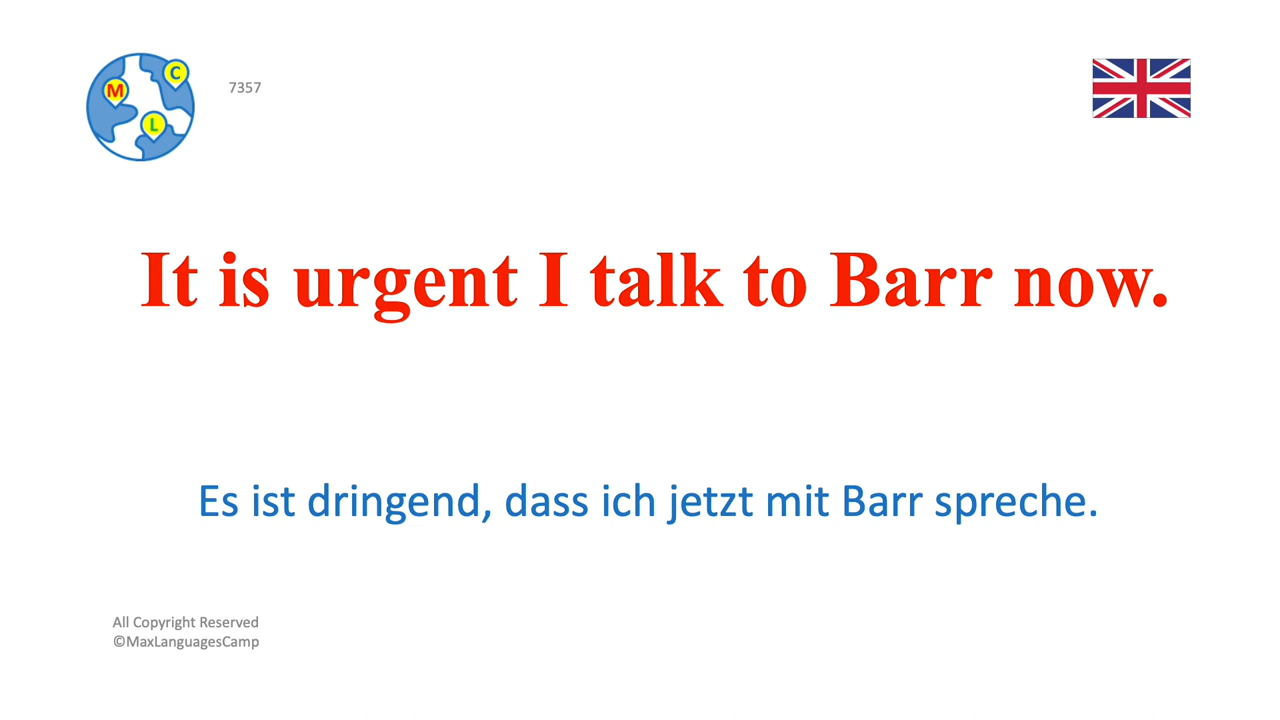 C
M
L
7357
It is urgent I talk to Barr now.
Es ist dringend, dass ich jetzt mit Barr spreche.
All Copyright Reserved
©MaxLanguagesCamp